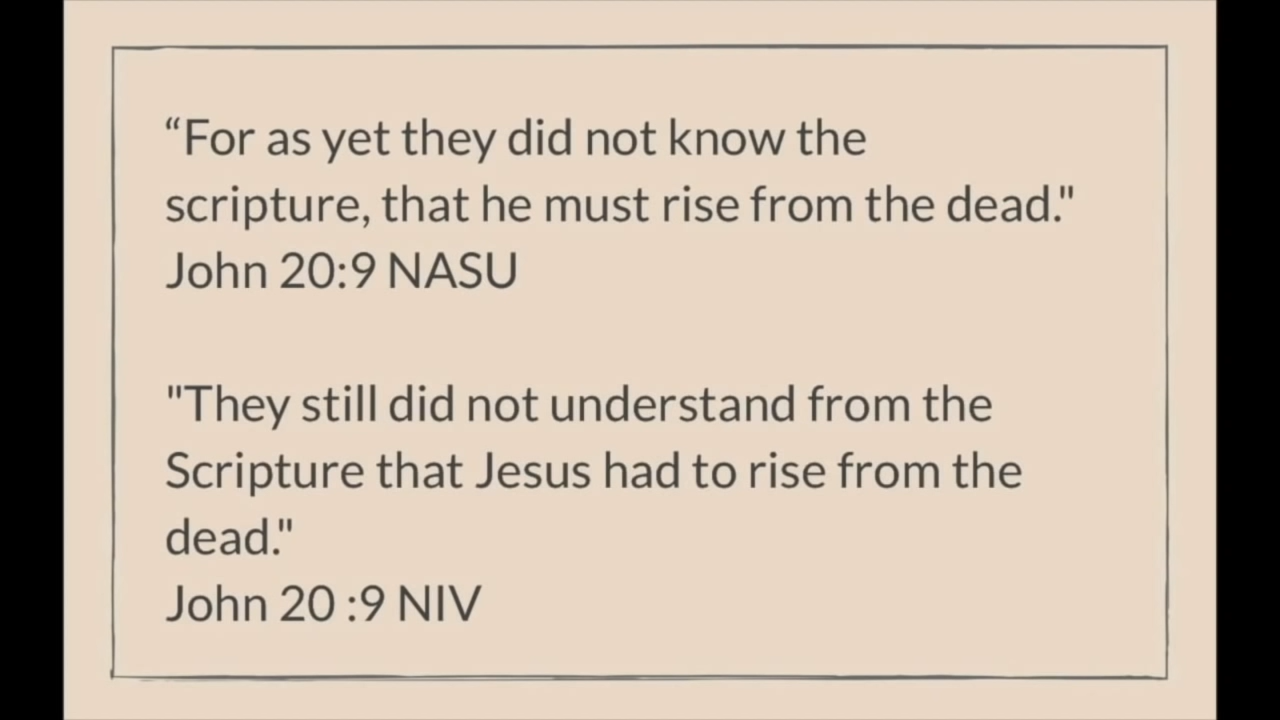 “For as yet they did not know the
scripture, that he must rise from the dead."
John 20:9 NASU
"They still did not understand from the
Scripture that Jesus had to rise from the
dead."
John 20 :9 NIV